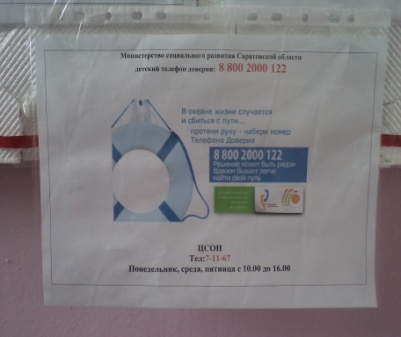 Министерство социального развития Саратовской области
детский телефон доверия: 8 800 2000 122
В океане жизни случается
и сбиться с пути...
протяни руку - набери номер
Телефона Доверия
8 800 2000 122
Решение может быть рядом
Вдвоем бывает легче
найти свой путь
ЦСОН
Тел:7-11-67
Понедельник, среда, пятница с 10.00 до 16.00